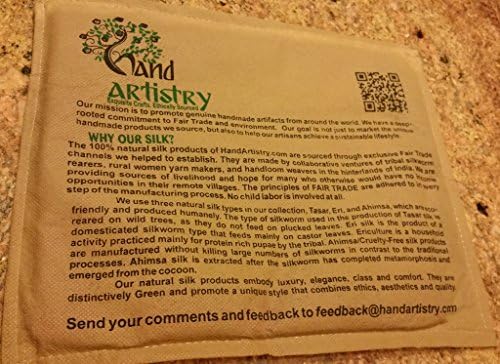 Hand
Artistry
Exquisite Crafts. Ethically Sourced
Our mission is to promote genuine handmade artifacts from around the world. We have a deep-
rooted commitment to Fair Trade and environment. Our goal is not just to market the unique
handmade products we source, but also to help our artisans achieve a sustainable lifestyle.
WHY OUR SILK?
The 100% natural silk products of HandArtistry.com are sourced through exclusive Fair Trade
channels we helped to establish. They are made by collaborative ventures of tribal silkworm
rearers, rural women yarn makers, and handloom weavers in the hinterlands of India. We are
providing sources of livelihood and hope for many who otherwise would have no income
opportunities in their remote villages. The principles of FAIR TRADE are adhered to in every
step of the manufacturing process. No child labor is involved at all.
We use three natural silk types in our collection, Tasar, Eri, and Ahimsa, which are eco-
friendly and produced humanely. The type of silkworm used in the production of Tasar Silk is
reared on wild trees, as they do not feed on plucked leaves. Eri silk is the product of a
domesticated silkworm type that feeds mainly on castor leaves. Ericulture is a household
activity practiced mainly for protein rich pupae by the tribal. Ahimsa/Cruelty-Free silk products
are manufactured without killing large numbers of silkworms in contrast to the traditional
processes. Ahimsa silk is extracted after the silkworm has completed metamorphosis and
emerged from the cocoon.
Our natural silk products embody luxury, elegance, class and comfort. They are
distinctively Green and promote a unique style that combines ethics, aesthetics and quality.
Send your comments and feedback to feedback@handartistry.com